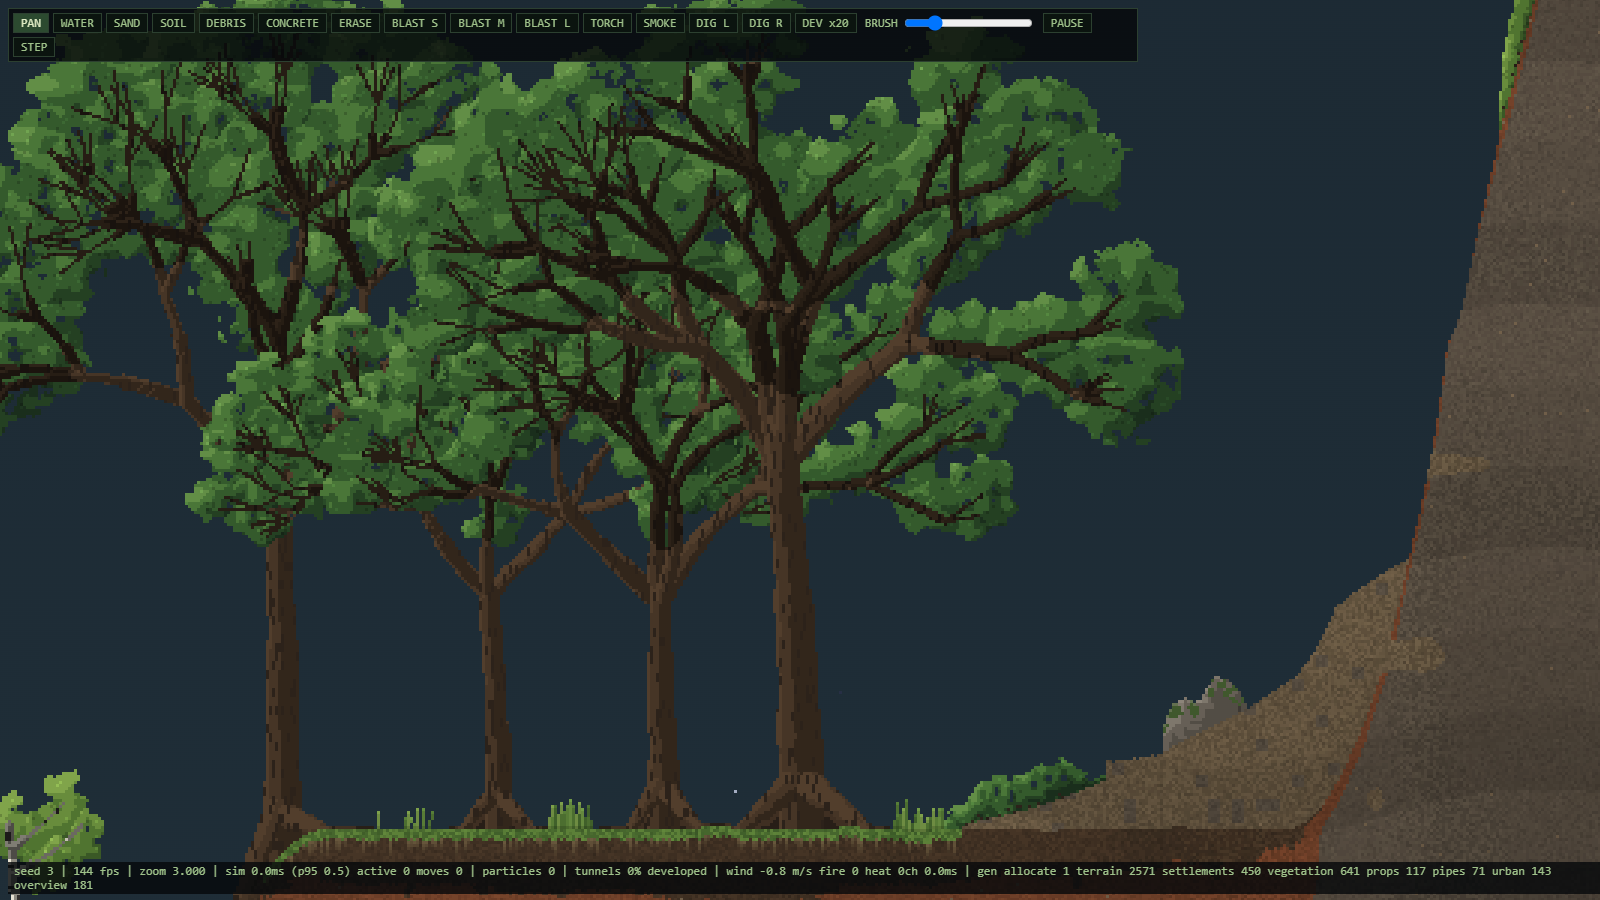 PAN WATER SAND SOIL DEBRIS CONCRETE ERASE BLAST S BLAST M BLAST L TORCH SMOKE DIG L DIG R DEV x20 BRUSH PAUSE
STEP
seed 3 | 144 fps | zoom 3.000 | sim 0.0ms (p95 0.5) active 0 moves 0 | particles 0 | tunnels 0% developed | wind -0.8 m/s fire 0 heat 0ch 0.0ms | gen allocate 1 terrain 2571 settlements 450 vegetation 641 props 117 pipes 71 urban 143
overview 181